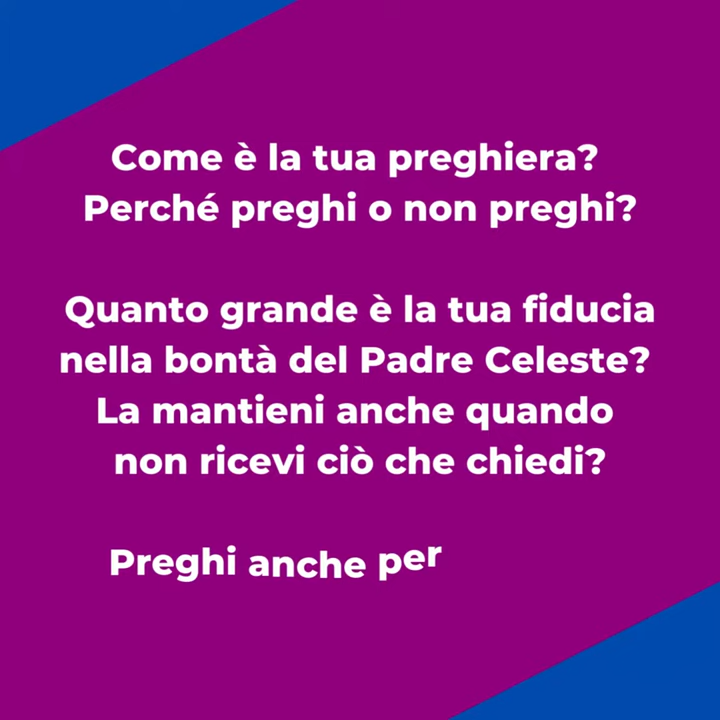 Come è la tua preghiera?
Perché preghi o non preghi?
Quanto grande è la tua fiducia
nella bontà del Padre Celeste?
La mantieni anche quando
non ricevi ciò che chiedi?
Preghi anche per